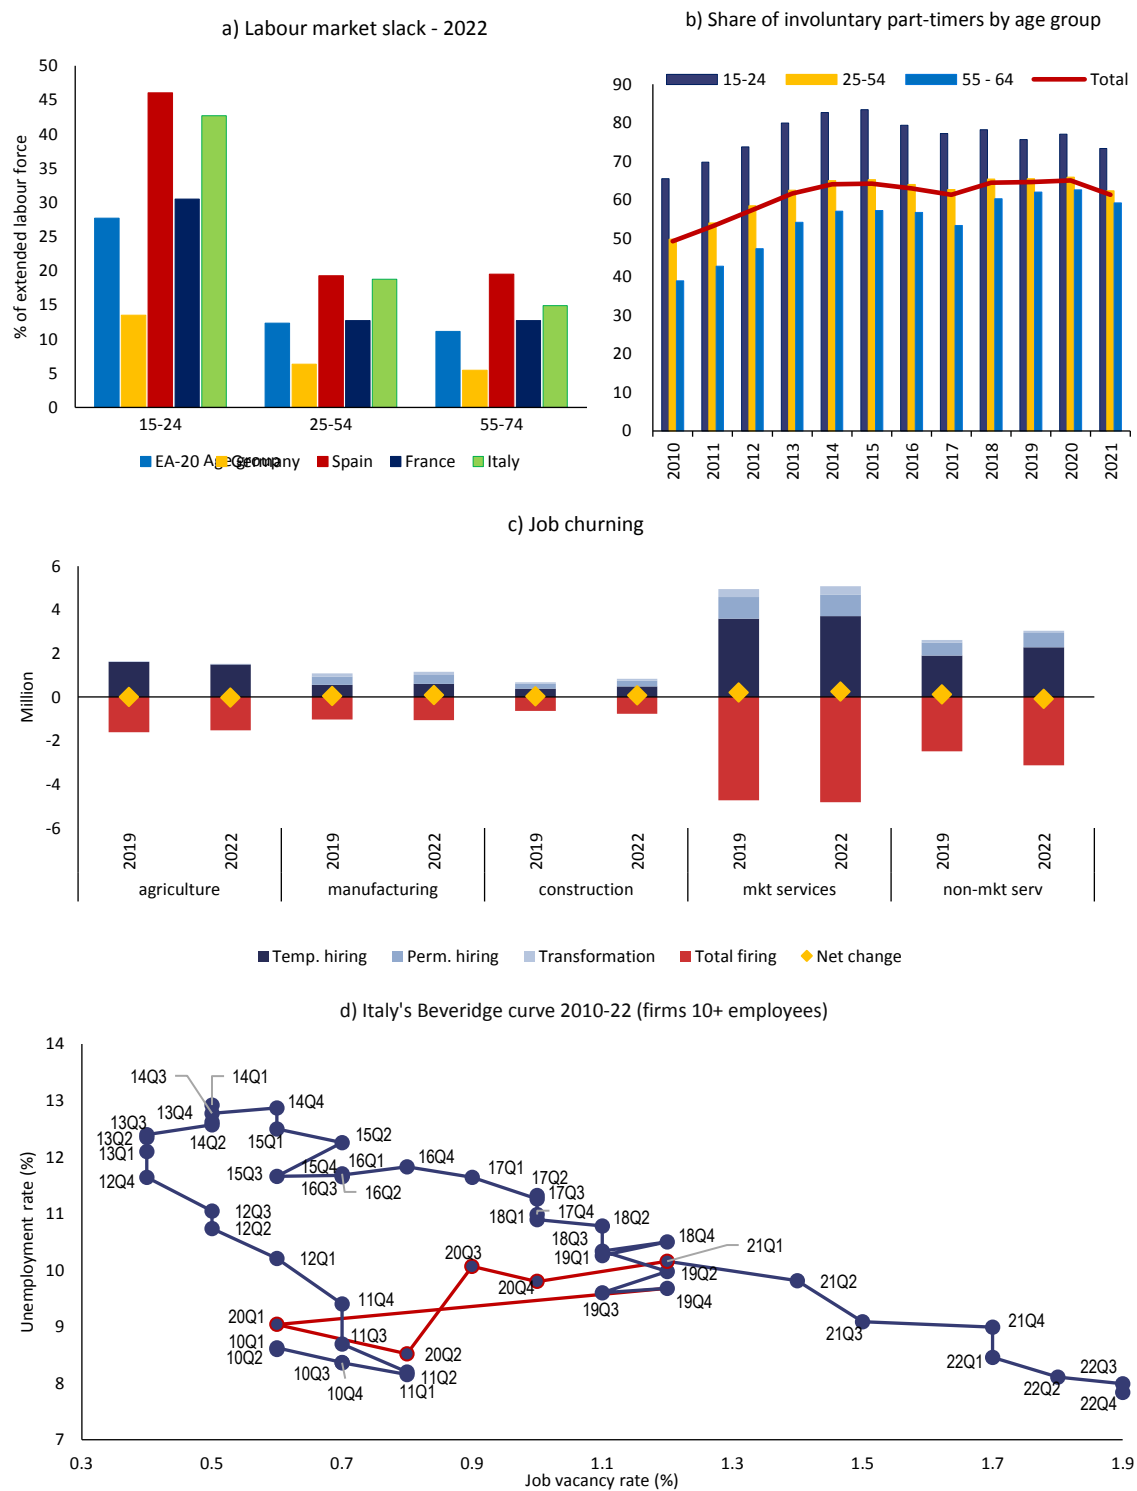 a) Labour market slack - 2022
% of extended labour force
50
45
40
35
30
25
20
15
10
5
0
15-24 25-54 55-74
Age group
EA-20 Germany Spain France Italy
b) Share of involuntary part-timers by age group
15-24 25-54 55 - 64 Total
90
80
70
60
50
40
30
20
10
0
2010 2011 2012 2013 2014 2015 2016 2017 2018 2019 2020 2021
c) Job churning
Million
6
4
2
0
-2
-4
-6
2019 2022 2019 2022 2019 2022 2019 2022 2019 2022
agriculture manufacturing construction mkt services non-mkt serv
Temp. hiring Perm. hiring Transformation Total firing Net change
d) Italy's Beveridge curve 2010-22 (firms 10+ employees)
Unemployment rate (%)
14
13
12
11
10
9
8
7
14Q3 14Q1
13Q4 14Q4
13Q3
13Q2 14Q2 15Q1 15Q2
13Q1
12Q4 15Q3 15Q4 16Q1 16Q4 17Q1
16Q3 16Q2 17Q2
17Q3
12Q3 18Q1 17Q4 18Q2
12Q2 18Q3 18Q4
12Q1 20Q3 19Q1 21Q1
20Q4 19Q2 21Q2
11Q4 19Q3 19Q4
20Q1 21Q3 21Q4
10Q1 11Q3
10Q2 20Q2 22Q1
10Q3 11Q2 22Q3
10Q4 11Q1 22Q2 22Q4
0.3 0.5 0.7 0.9 1.1 1.3 1.5 1.7 1.9
Job vacancy rate (%)